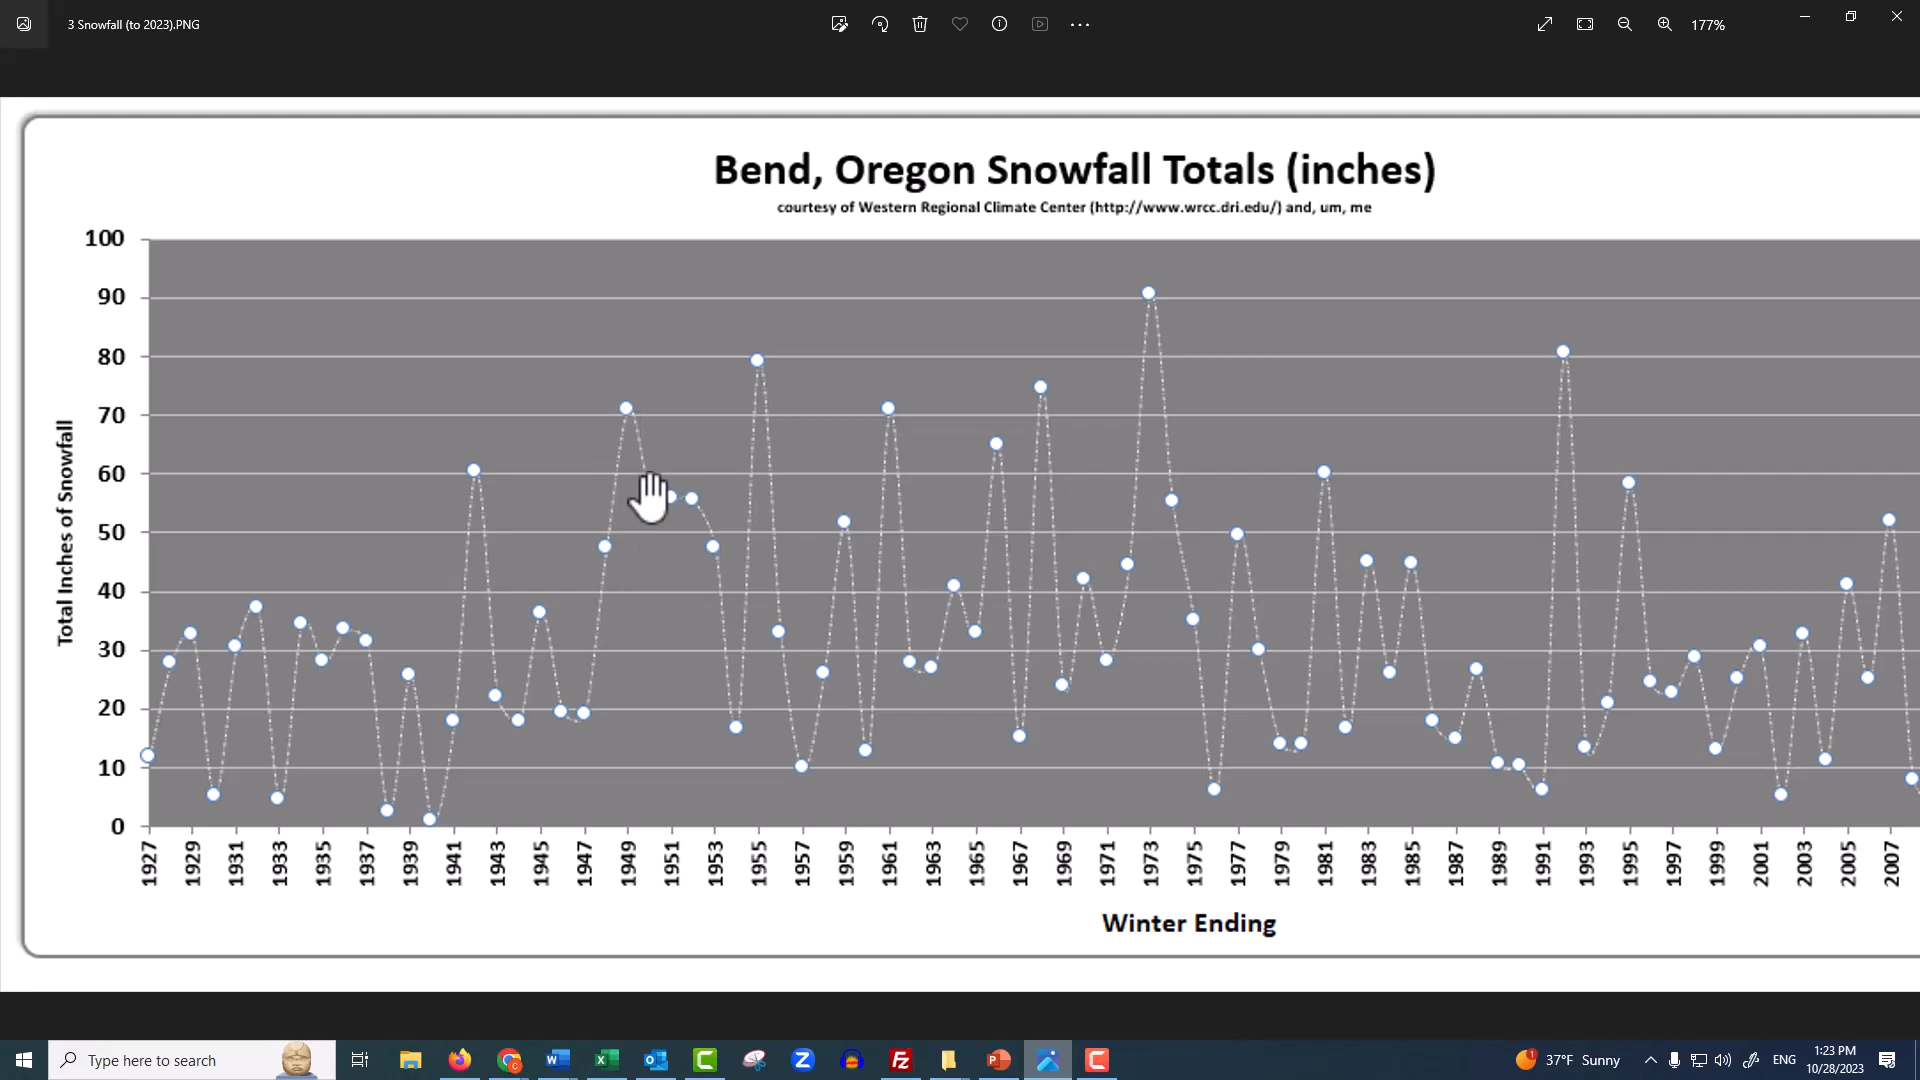 3 Snowfall (to 2023).PNG
177%
Bend, Oregon Snowfall Totals (inches)
courtesy of Western Regional Climate Center (http://www.wrcc.dri.edu/) and, um, me
Total Inches of Snowfall
100
90
80
70
60
50
40
30
20
10
0
1927 1929 1931 1933 1935 1937 1939 1941 1943 1945 1947 1949 1951 1953 1955 1957 1959 1961 1963 1965 1967 1969 1971 1973 1975 1977 1979 1981 1983 1985 1987 1989 1991 1993 1995 1997 1999 2001 2003 2005 2007
Winter Ending
Type here to search
1 37°F Sunny
ENG
1:23 PM
10/28/2023